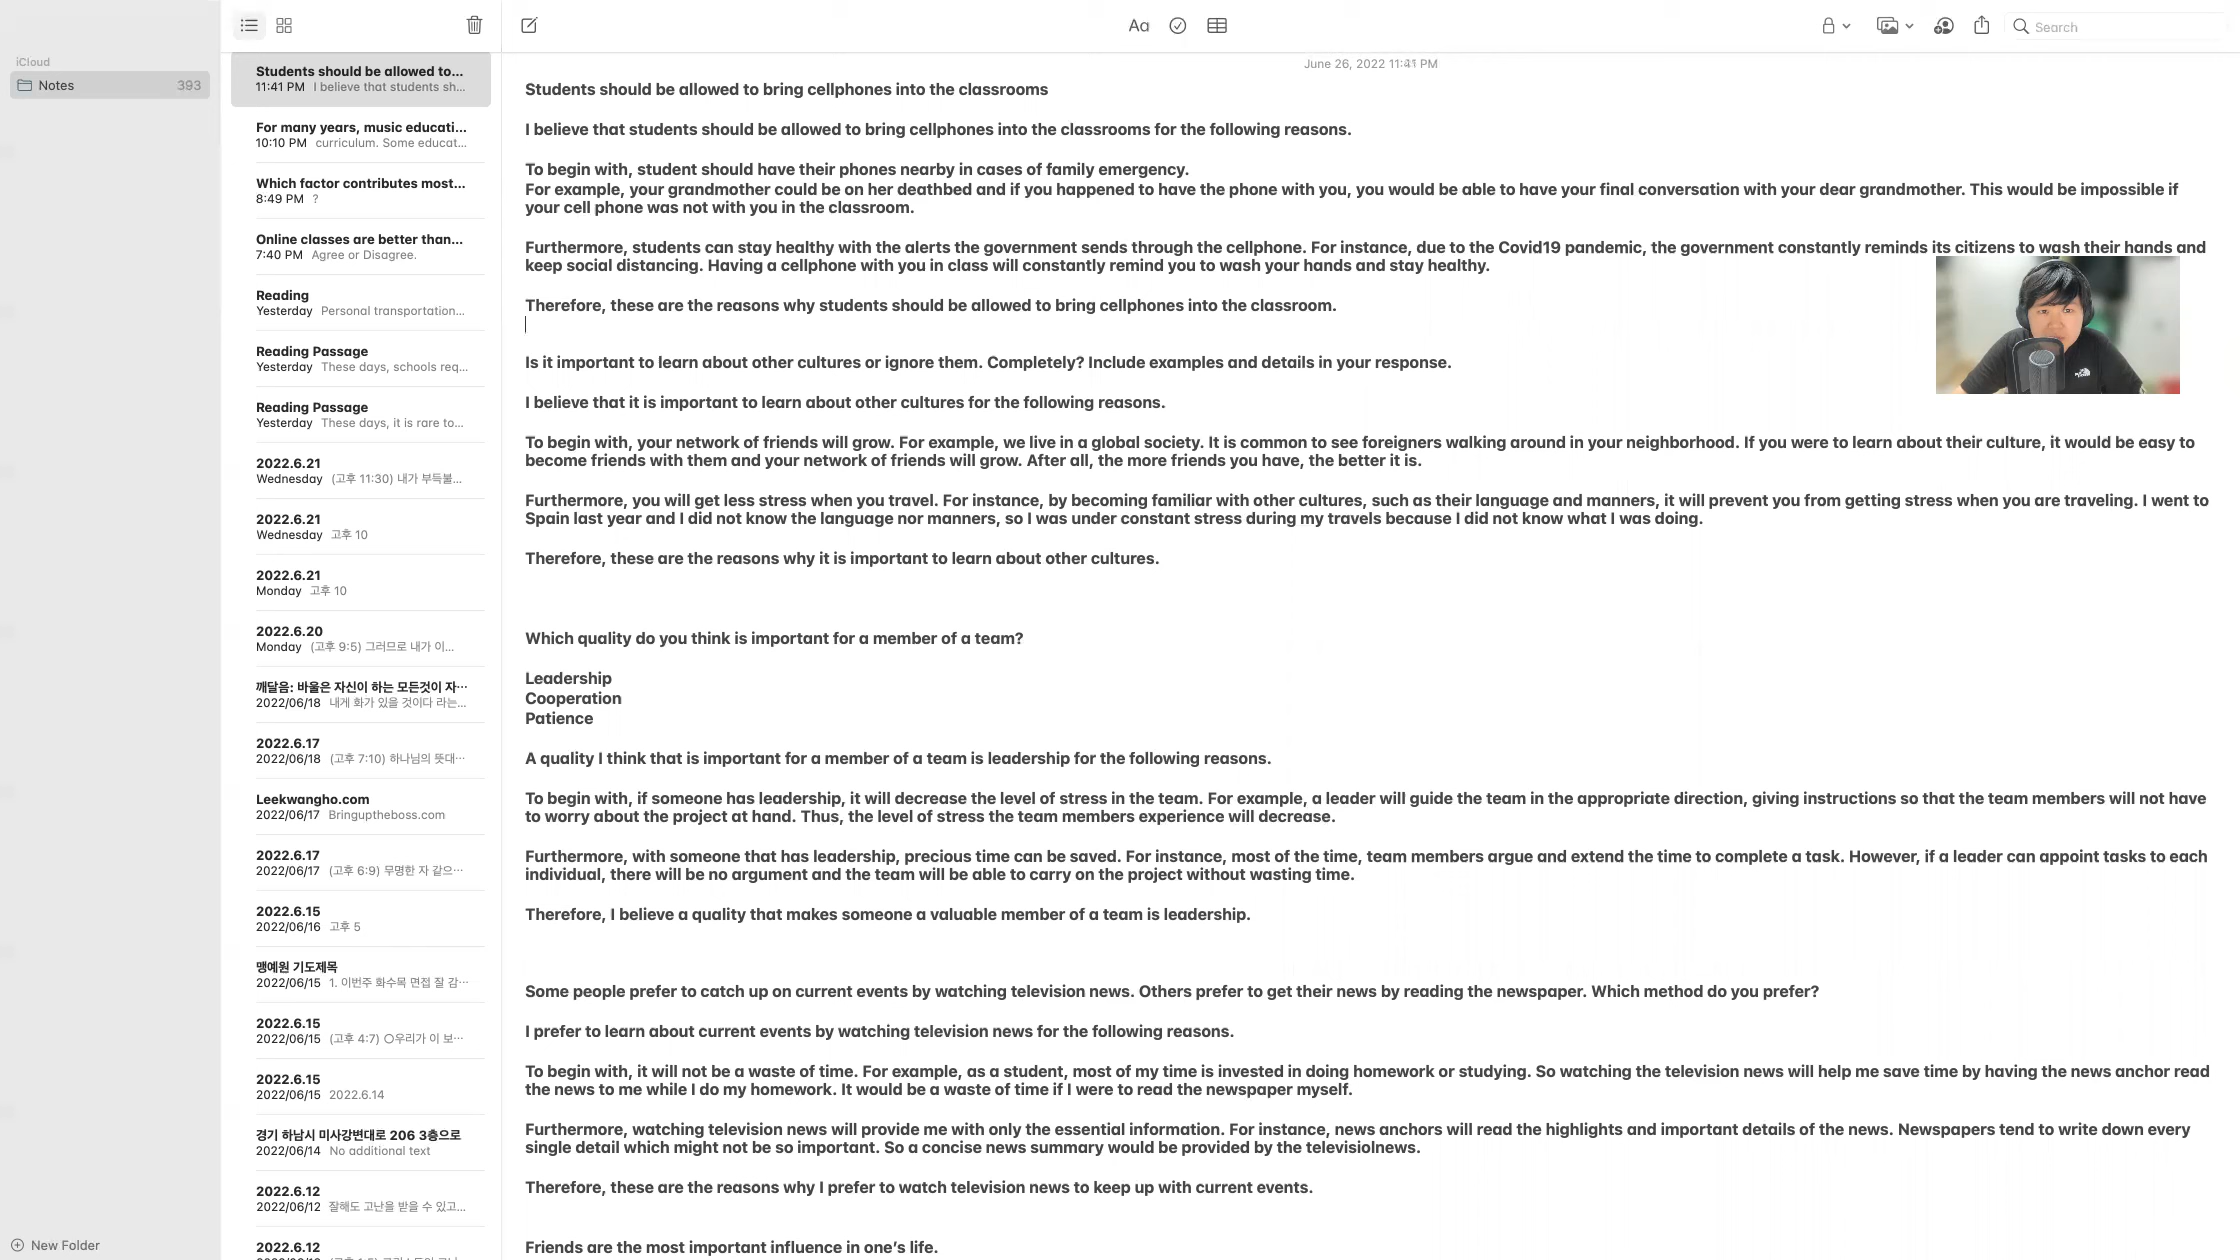 iCloud
Notes 393
New Folder
Students should be allowed to...
11:41 PM I believe that students sh...
For many years, music educati...
10:10 PM curriculum. Some educat...
Which factor contributes most...
8:49 PM ?
Online classes are better than...
7:40 PM Agree or Disagree.
Reading
Yesterday Personal transportation...
Reading Passage
Yesterday These days, schools req...
Reading Passage
Yesterday These days, it is rare to...
2022.6.21
Wednesday (고후 11:30) 내가 부득불...
2022.6.21
Wednesday 고후 10
2022.6.21
Monday 고후 10
2022.6.20
Monday (고후 9:5) 그러므로 내가 이...
깨달음: 바울은 자신이 하는 모든것이 자...
2022/06/18 내게 화가 있을 것이다 라는...
2022.6.17
2022/06/18 (고후 7:10) 하나님의 뜻대...
Leekwangho.com
2022/06/17 Bringuptheboss.com
2022.6.17
2022/06/17 (고후 6:9) 무명한 자 같으...
2022.6.15
2022/06/16 고후 5
맹예원 기도제목
2022/06/15 1. 이번주 화수목 면접 잘 감...
2022.6.15
2022/06/15 (고후 4:7) ○우리가 이 보...
2022.6.15
2022/06/15 2022.6.14
경기 하남시 미사강변대로 206 3층으로
2022/06/14 No additional text
2022.6.12
2022/06/12 잘해도 고난을 받을 수 있고...
2022.6.12
Aa
Search
June 26, 2022 11:41 PM
Students should be allowed to bring cellphones into the classrooms
I believe that students should be allowed to bring cellphones into the classrooms for the following reasons.
To begin with, student should have their phones nearby in cases of family emergency.
For example, your grandmother could be on her deathbed and if you happened to have the phone with you, you would be able to have your final conversation with your dear grandmother. This would be impossible if
your cell phone was not with you in the classroom.
Furthermore, students can stay healthy with the alerts the government sends through the cellphone. For instance, due to the Covid19 pandemic, the government constantly reminds its citizens to wash their hands and
keep social distancing. Having a cellphone with you in class will constantly remind you to wash your hands and stay healthy.
Therefore, these are the reasons why students should be allowed to bring cellphones into the classroom.
Is it important to learn about other cultures or ignore them. Completely? Include examples and details in your response.
I believe that it is important to learn about other cultures for the following reasons.
To begin with, your network of friends will grow. For example, we live in a global society. It is common to see foreigners walking around in your neighborhood. If you were to learn about their culture, it would be easy to
become friends with them and your network of friends will grow. After all, the more friends you have, the better it is.
Furthermore, you will get less stress when you travel. For instance, by becoming familiar with other cultures, such as their language and manners, it will prevent you from getting stress when you are traveling. I went to
Spain last year and I did not know the language nor manners, so I was under constant stress during my travels because I did not know what I was doing.
Therefore, these are the reasons why it is important to learn about other cultures.
Which quality do you think is important for a member of a team?
Leadership
Cooperation
Patience
A quality I think that is important for a member of a team is leadership for the following reasons.
To begin with, if someone has leadership, it will decrease the level of stress in the team. For example, a leader will guide the team in the appropriate direction, giving instructions so that the team members will not have
to worry about the project at hand. Thus, the level of stress the team members experience will decrease.
Furthermore, with someone that has leadership, precious time can be saved. For instance, most of the time, team members argue and extend the time to complete a task. However, if a leader can appoint tasks to each
individual, there will be no argument and the team will be able to carry on the project without wasting time.
Therefore, I believe a quality that makes someone a valuable member of a team is leadership.
Some people prefer to catch up on current events by watching television news. Others prefer to get their news by reading the newspaper. Which method do you prefer?
I prefer to learn about current events by watching television news for the following reasons.
To begin with, it will not be a waste of time. For example, as a student, most of my time is invested in doing homework or studying. So watching the television news will help me save time by having the news anchor read
the news to me while I do my homework. It would be a waste of time if I were to read the newspaper myself.
Furthermore, watching television news will provide me with only the essential information. For instance, news anchors will read the highlights and important details of the news. Newspapers tend to write down every
single detail which might not be so important. So a concise news summary would be provided by the televisiolnews.
Therefore, these are the reasons why I prefer to watch television news to keep up with current events.
Friends are the most important influence in one's life.